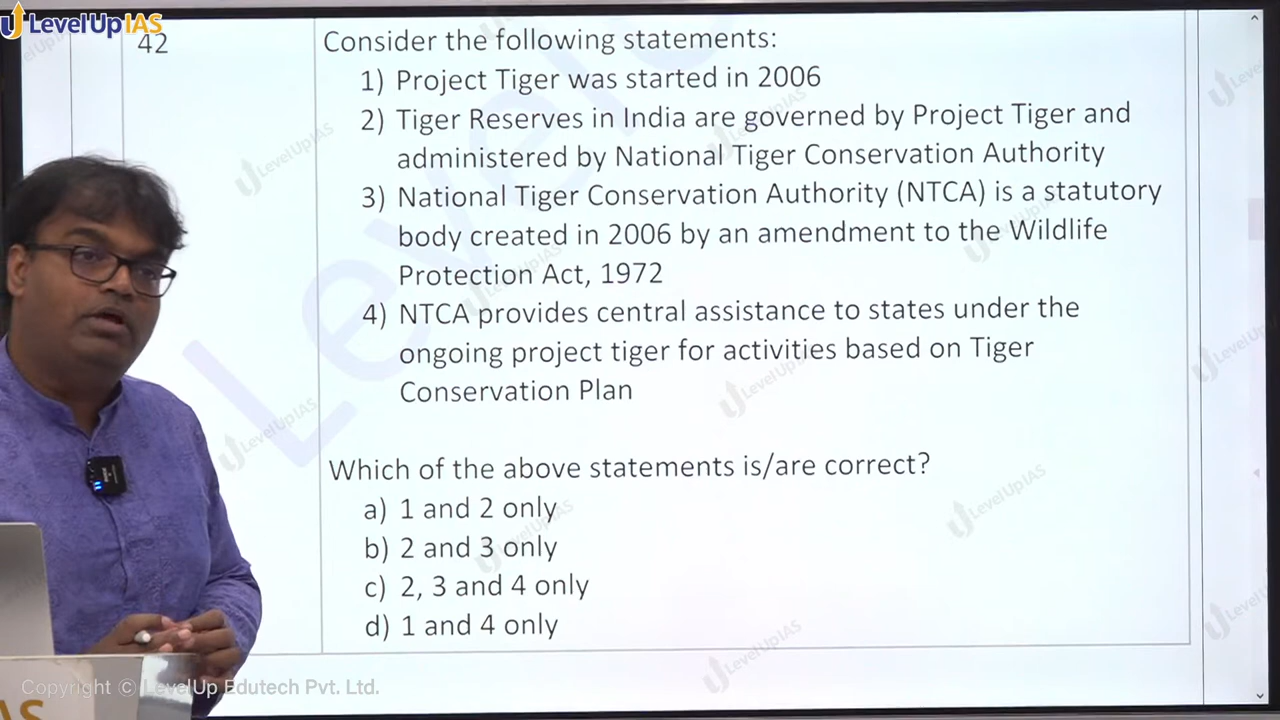 LevelUpIAS
42
Consider the following statements:
1) Project Tiger was started in 2006
2) Tiger Reserves in India are governed by Project Tiger and
administered by National Tiger Conservation Authority
3) National Tiger Conservation Authority (NTCA) is a statutory
body created in 2006 by an amendment to the Wildlife
Protection Act, 1972
4) NTCA provides central assistance to states under the
ongoing project tiger for activities based on Tiger
Conservation Plan
Which of the above statements is/are correct?
a) 1 and 2 only
b) 2 and 3 only
c) 2, 3 and 4 only
d) 1 and 4 only
Copyright © LevelUp Edutech Pvt. Ltd.